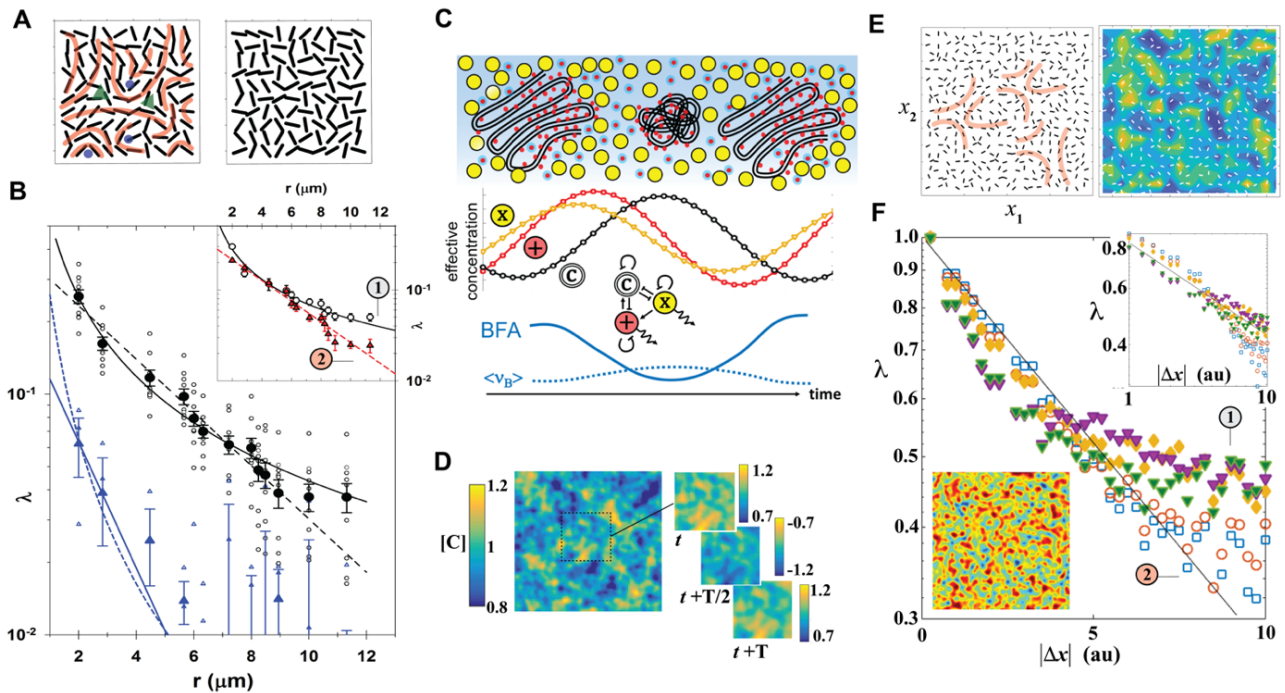 A
B
r (μm)
2 4 6 8 10 12
10⁻¹
λ
10⁻²
1
2
10⁻¹
λ
10⁻²
2 4 6 8 10 12
r (μm)
C
effective
concentration
X
+
C
C
X
+
BFA
<νB>
time
D
[C]
1.2
1
0.8
t
1.2
0.7
t+T/2
-0.7
-1.2
t+T
1.2
0.7
E
x₂
x₁
F
1.0
0.9
0.8
0.7
λ
0.6
0.5
0.4
0.3
0 5 10
|Δx| (au)
0.8
λ
0.6
0.4
|Δx| (au)
1 10
1
2